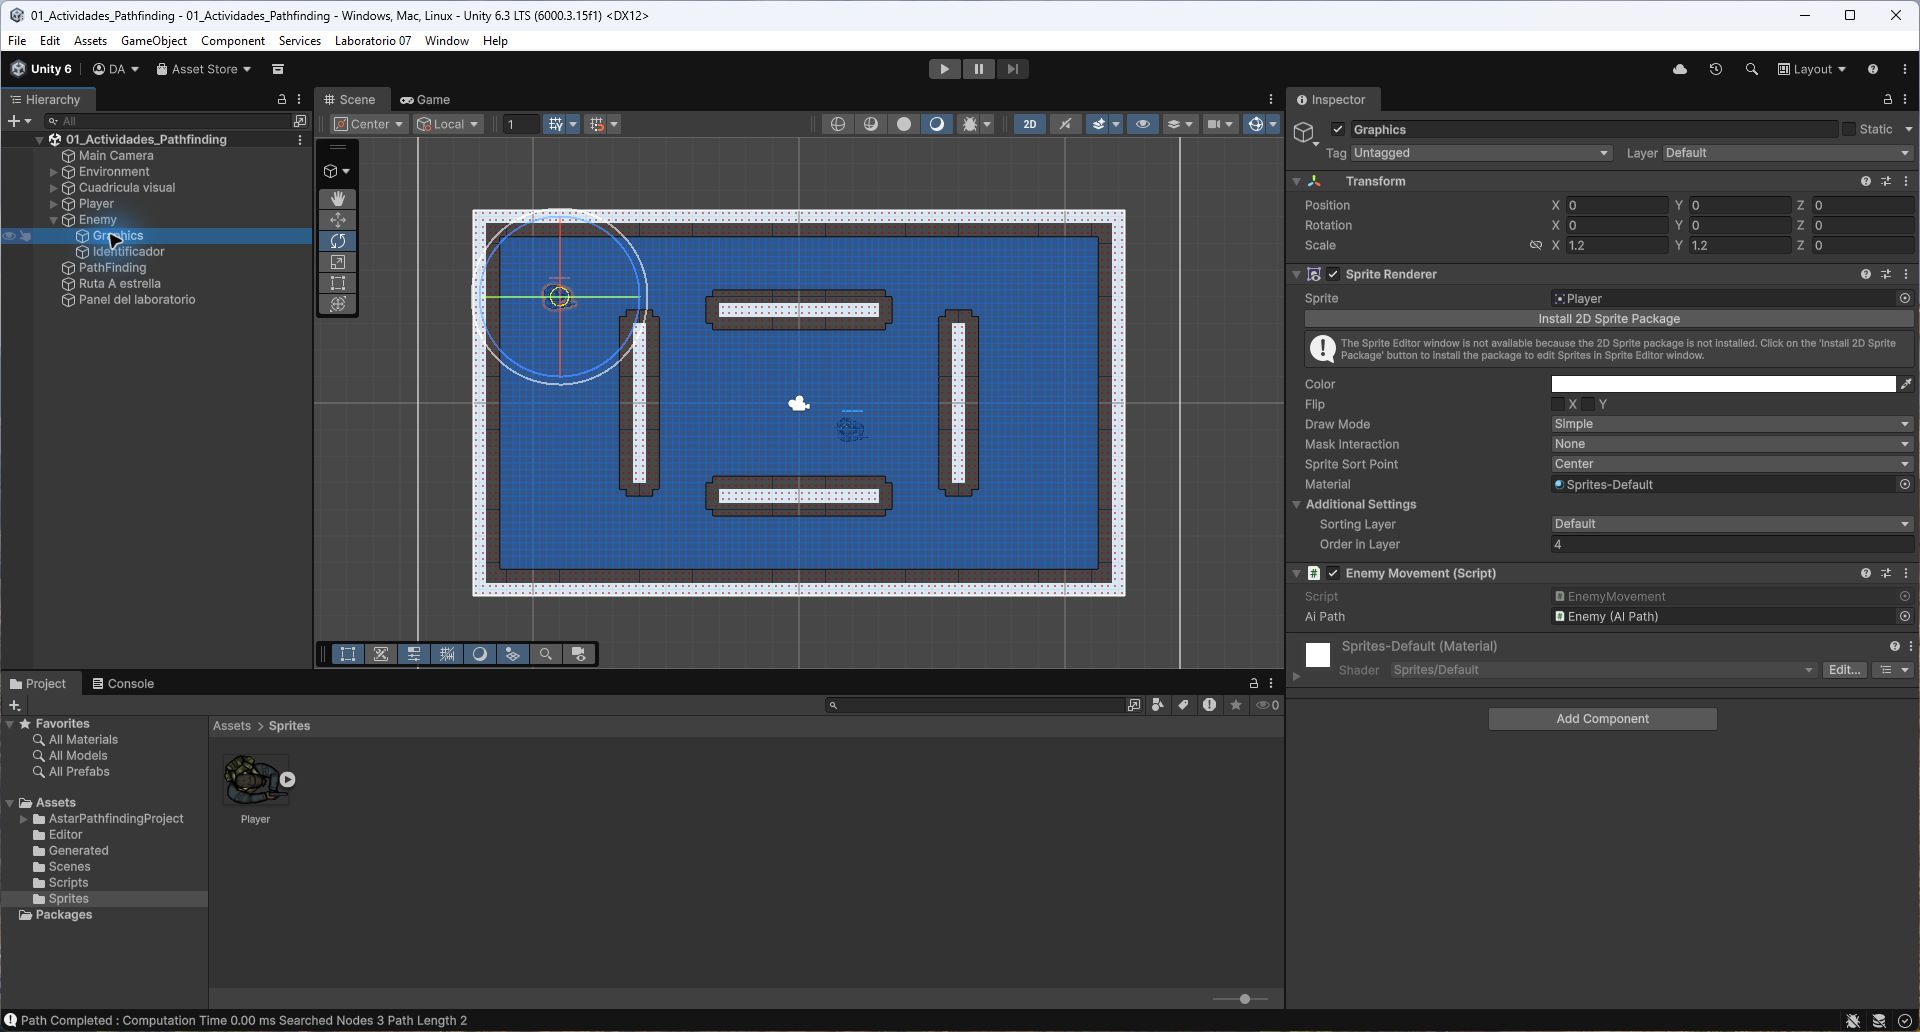 01_Actividades_Pathfinding - 01_Actividades_Pathfinding - Windows, Mac, Linux - Unity 6.3 LTS (6000.3.15f1) <DX12>
File Edit Assets GameObject Component Services Laboratorio 07 Window Help
Unity 6 DA Asset Store Layout
Hierarchy
All
01_Actividades_Pathfinding
Main Camera
Environment
Cuadricula visual
Player
Enemy
Graphics
Identificador
PathFinding
Ruta A estrella
Panel del laboratorio
Scene Game
Center Local 1 2D
Inspector
Graphics Static
Tag Untagged Layer Default
Transform
Position X 0 Y 0 Z 0
Rotation X 0 Y 0 Z 0
Scale X 1.2 Y 1.2 Z 0
Sprite Renderer
Sprite Player
Install 2D Sprite Package
The Sprite Editor window is not available because the 2D Sprite package is not installed. Click on the 'Install 2D Sprite
Package' button to install the package to edit Sprites in Sprite Editor window.
Color
Flip X Y
Draw Mode Simple
Mask Interaction None
Sprite Sort Point Center
Material Sprites-Default
Additional Settings
Sorting Layer Default
Order in Layer 4
Enemy Movement (Script)
Script EnemyMovement
Ai Path Enemy (AI Path)
Sprites-Default (Material)
Shader Sprites/Default Edit...
Add Component
Project Console
0
Favorites
All Materials
All Models
All Prefabs
Assets
AstarPathfindingProject
Editor
Generated
Scenes
Scripts
Sprites
Packages
Assets > Sprites
Player
Path Completed : Computation Time 0.00 ms Searched Nodes 3 Path Length 2